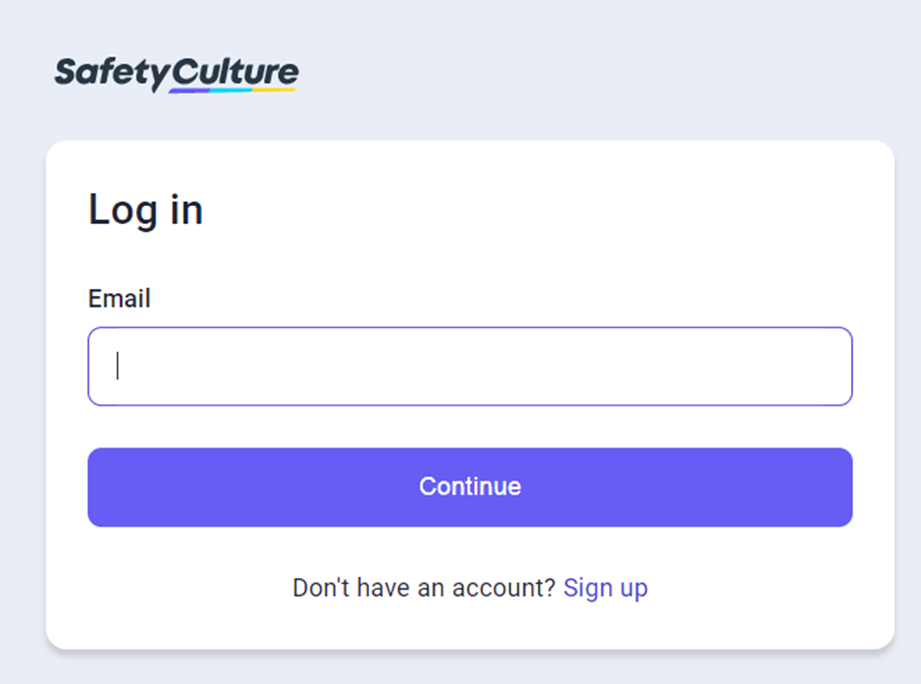 SafetyCulture
Log in
Email
Continue
Don't have an account? Sign up